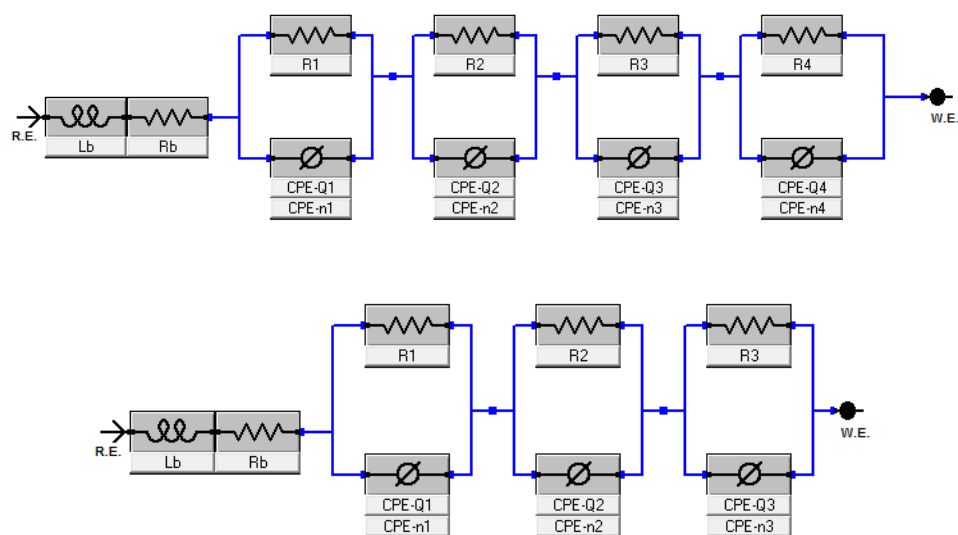 R1 R2 R3 R4
R.E. W.E.
Lb Rb
CPE-Q1 CPE-Q2 CPE-Q3 CPE-Q4
CPE-n1 CPE-n2 CPE-n3 CPE-n4
R1 R2 R3
R.E. W.E.
Lb Rb
CPE-Q1 CPE-Q2 CPE-Q3
CPE-n1 CPE-n2 CPE-n3